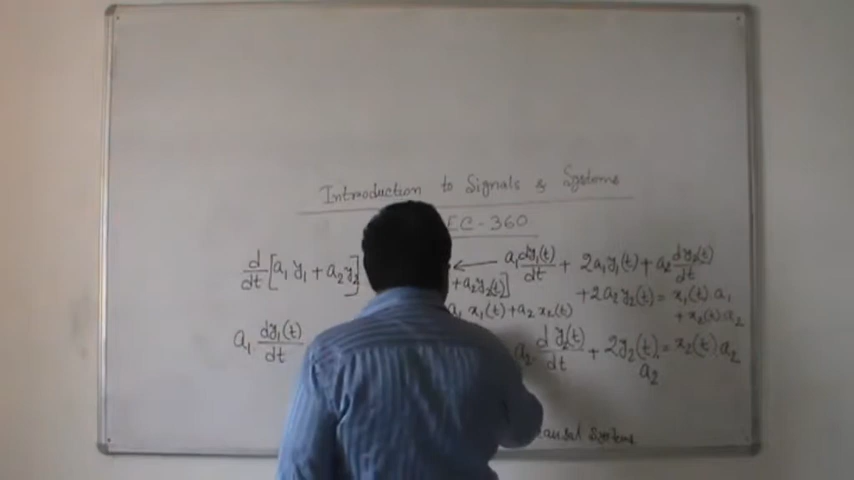 Introduction to Signals & Systems
EC-360
d/dt [a₁ y₁ + a₂ y₂]
+ a₂y₂(t)]
a₁ x₁(t) + a₂ x₂(t)
← a₁ dy₁(t)/dt + 2a₁y₁(t) + a₂ dy₂(t)/dt
+ 2a₂ y₂(t) = x₁(t).a₁
+ x₂(t).a₂
a₁ . dy₁(t)/dt
a₂ . d y₂(t)/dt + 2y₂(t) = x₂(t).a₂
a₂
causal Systems